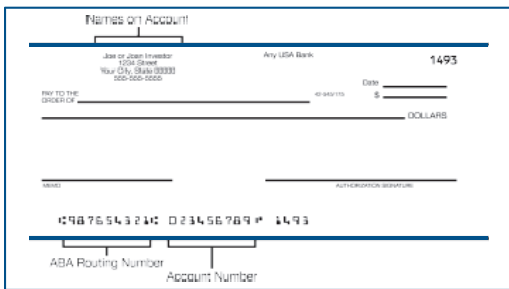 Names on Account
Joe or Joan Investor
1234 Street
Your City, State 00000
555-555-5555
Any USA Bank
1493
Date
PAY TO THE
ORDER OF
$
DOLLARS
MEMO
AUTHORIZATION SIGNATURE
⑆987654321⑆ 023456789⑈ 1493
ABA Routing Number
Account Number